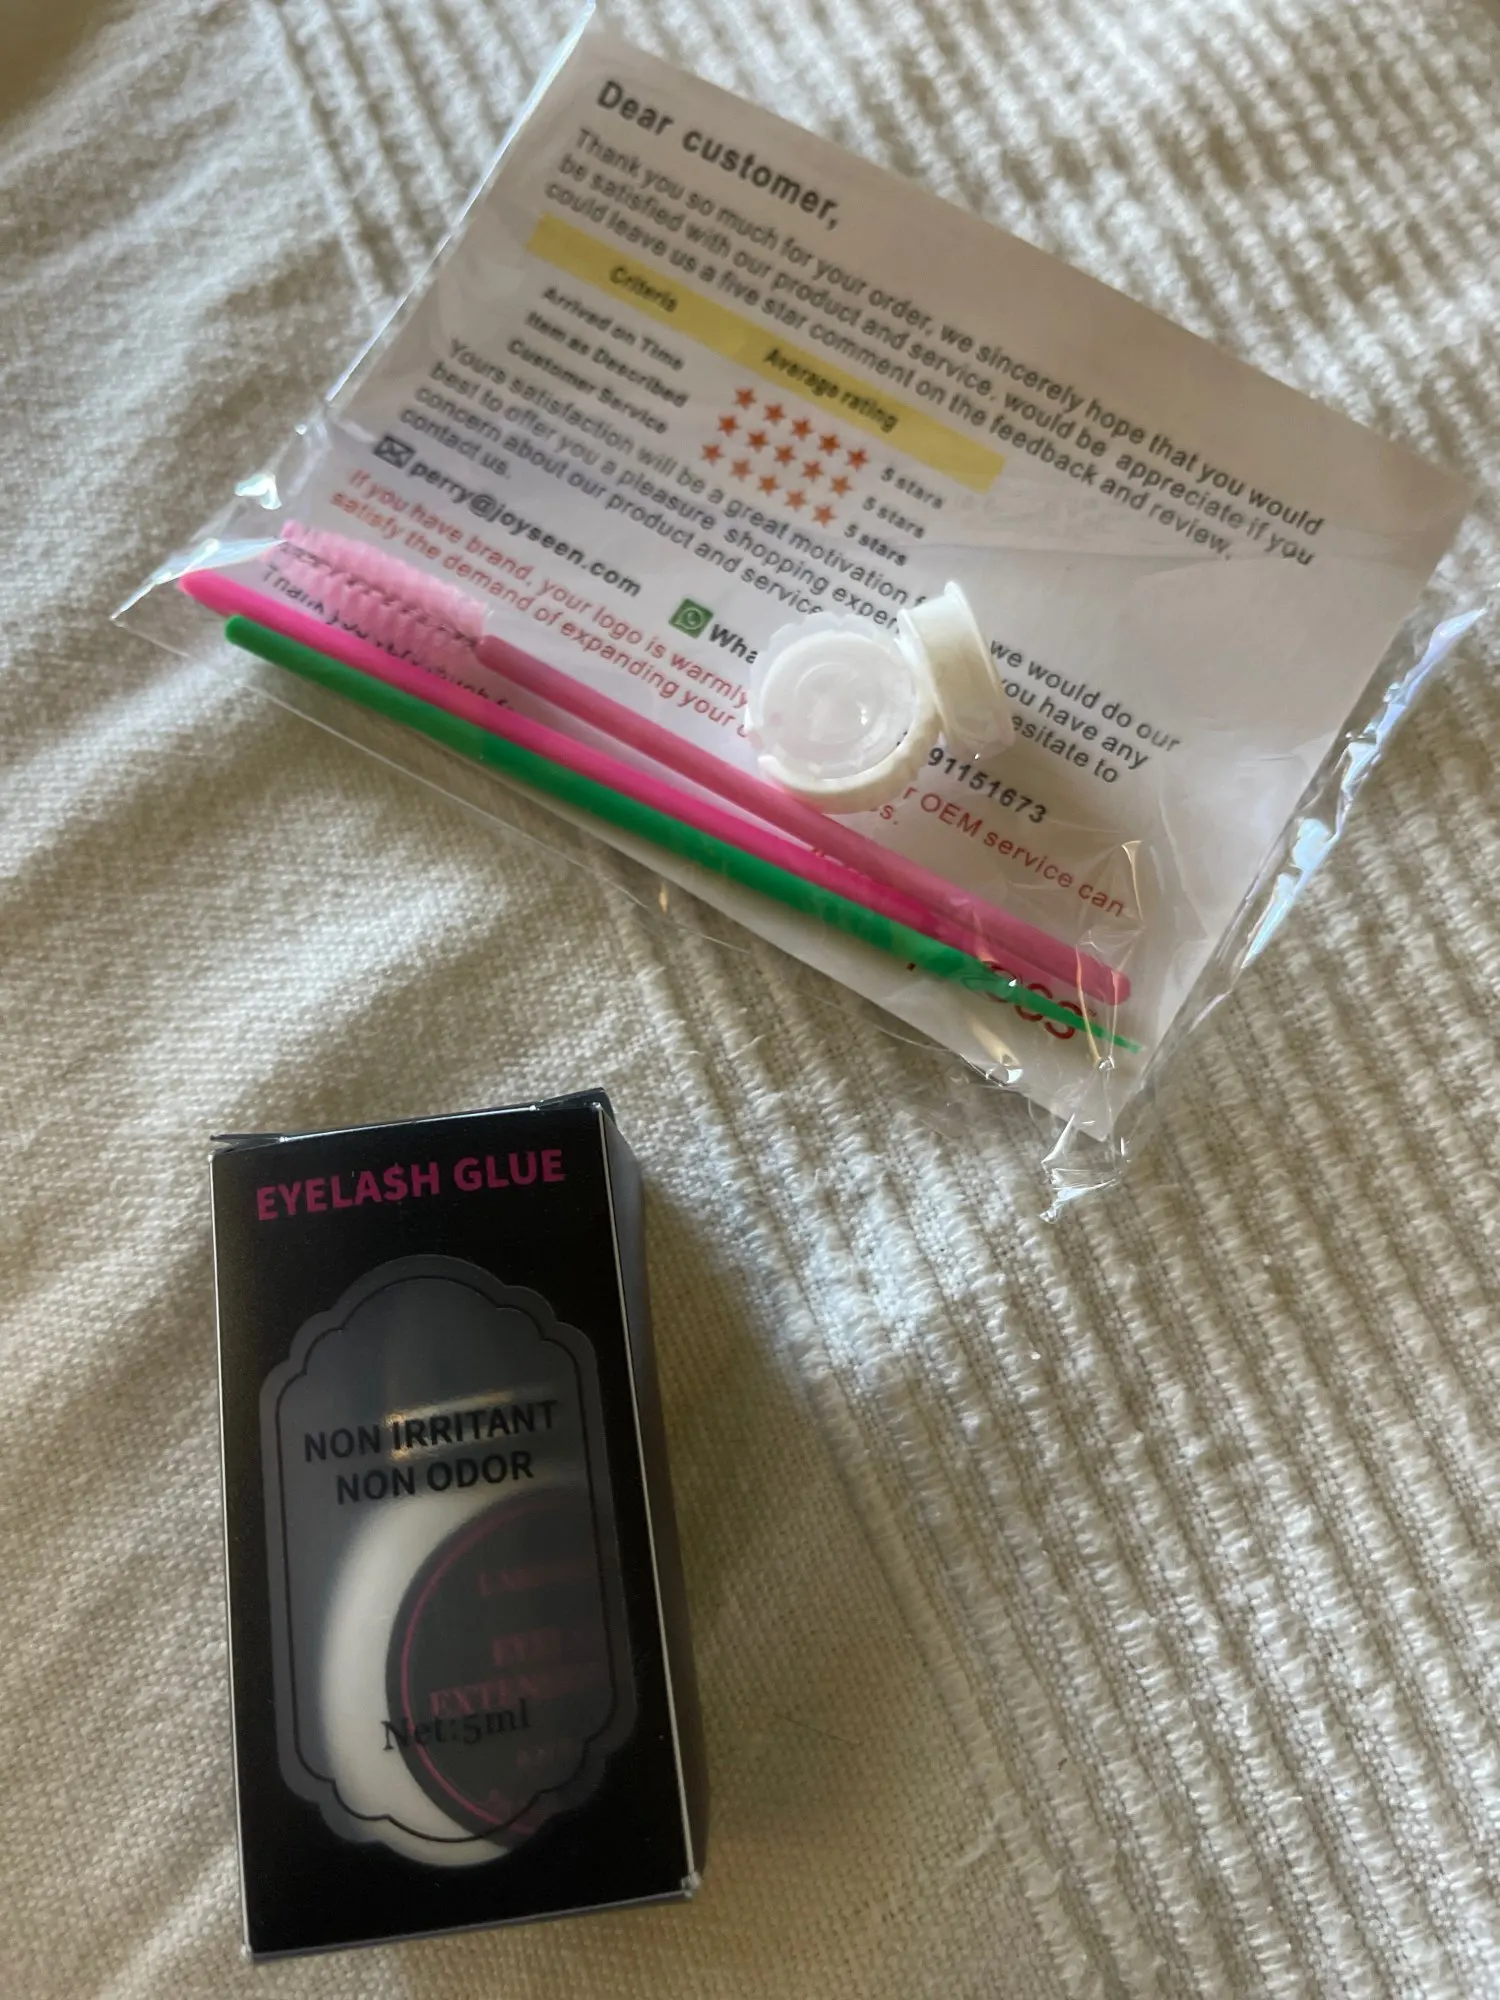 Dear customer,
Thank you so much for your order, we sincerely hope that you would
be satisfied with our product and service. would be appreciate if you
could leave us a five star comment on the feedback and review.
Criteria Average rating
Arrived on Time 5 stars
Item as Described 5 stars
Customer Service 5 stars
Yours satisfaction will be a great motivation we would do our
best to offer you a pleasure shopping you have any
concern about our product and service to
contact us.
perry@joyseen.com 91151673
If you have brand, your logo is warmly OEM service can
satisfy the demand of expanding your
EYELA$H GLUE
NON IRRITANT
NON ODOR
Net:5ml